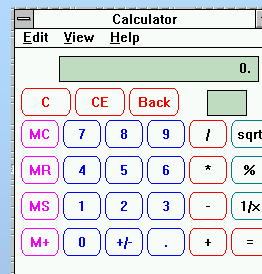 Calculator
Edit View Help
0.
C CE Back
MC 7 8 9 / sqrt
MR 4 5 6 * %
MS 1 2 3 - 1/x
M+ 0 +/- . + =